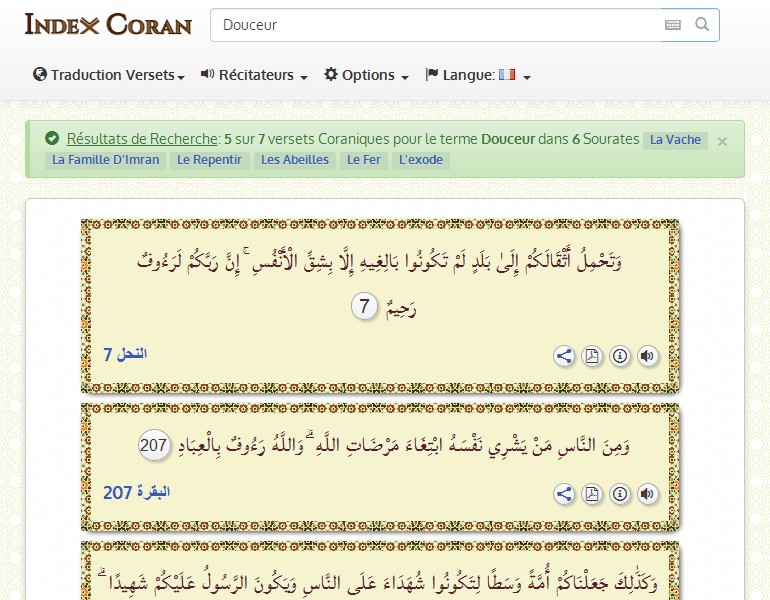 INDEX CORAN
Douceur
Traduction Versets
Récitateurs
Options
Langue:
Résultats de Recherche: 5 sur 7 versets Coraniques pour le terme Douceur dans 6 Sourates La Vache ×
La Famille D'Imran Le Repentir Les Abeilles Le Fer L'exode
وَتَحْمِلُ أَثْقَالَكُمْ إِلَىٰ بَلَدٍ لَمْ تَكُونُوا بَالِغِيهِ إِلَّا بِشِقِّ الْأَنْفُسِ ۚ إِنَّ رَبَّكُمْ لَرَءُوفٌ
رَحِيمٌ 7
النحل 7
وَمِنَ النَّاسِ مَنْ يَشْرِي نَفْسَهُ ابْتِغَاءَ مَرْضَاتِ اللَّهِ ۗ وَاللَّهُ رَءُوفٌ بِالْعِبَادِ 207
البقرة 207
وَكَذَٰلِكَ جَعَلْنَاكُمْ أُمَّةً وَسَطًا لِتَكُونُوا شُهَدَاءَ عَلَى النَّاسِ وَيَكُونَ الرَّسُولُ عَلَيْكُمْ شَهِيدًا ۗ